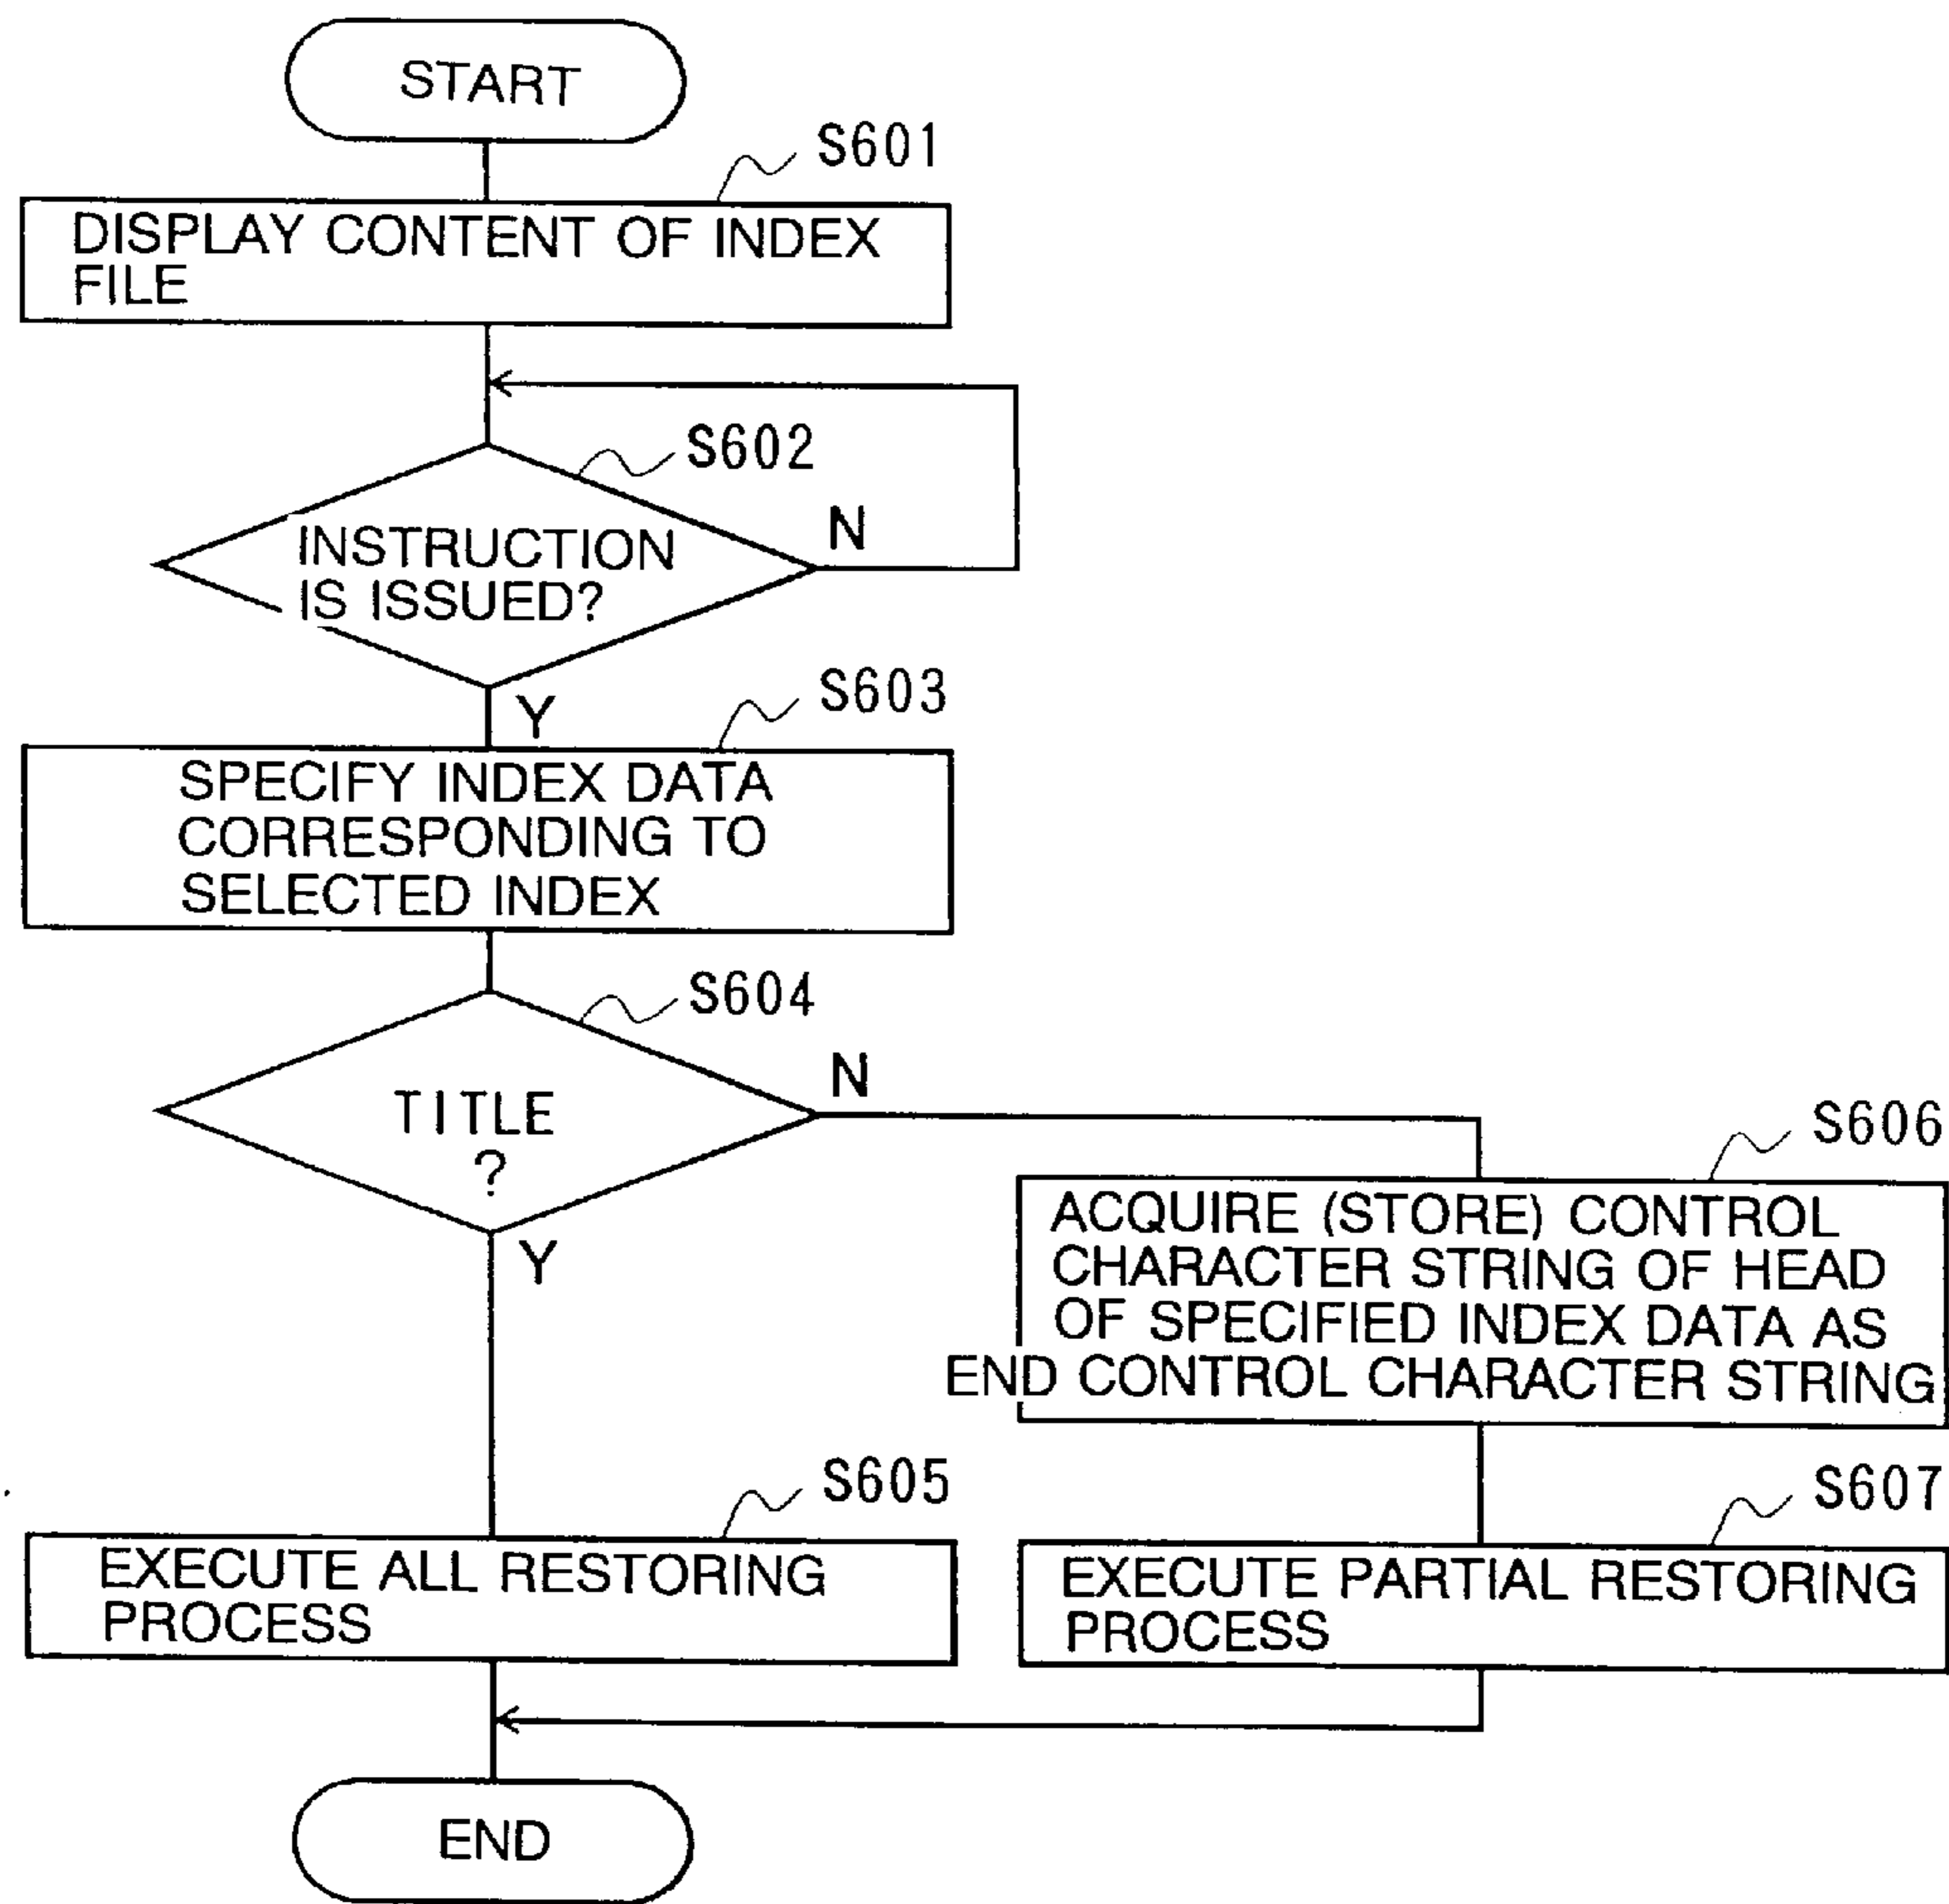 START
S601
DISPLAY CONTENT OF INDEX
FILE
S602
INSTRUCTION
IS ISSUED?
N
Y
S603
SPECIFY INDEX DATA
CORRESPONDING TO
SELECTED INDEX
S604
TITLE
?
N
Y
S606
ACQUIRE (STORE) CONTROL
CHARACTER STRING OF HEAD
OF SPECIFIED INDEX DATA AS
END CONTROL CHARACTER STRING
S605
EXECUTE ALL RESTORING
PROCESS
S607
EXECUTE PARTIAL RESTORING
PROCESS
END